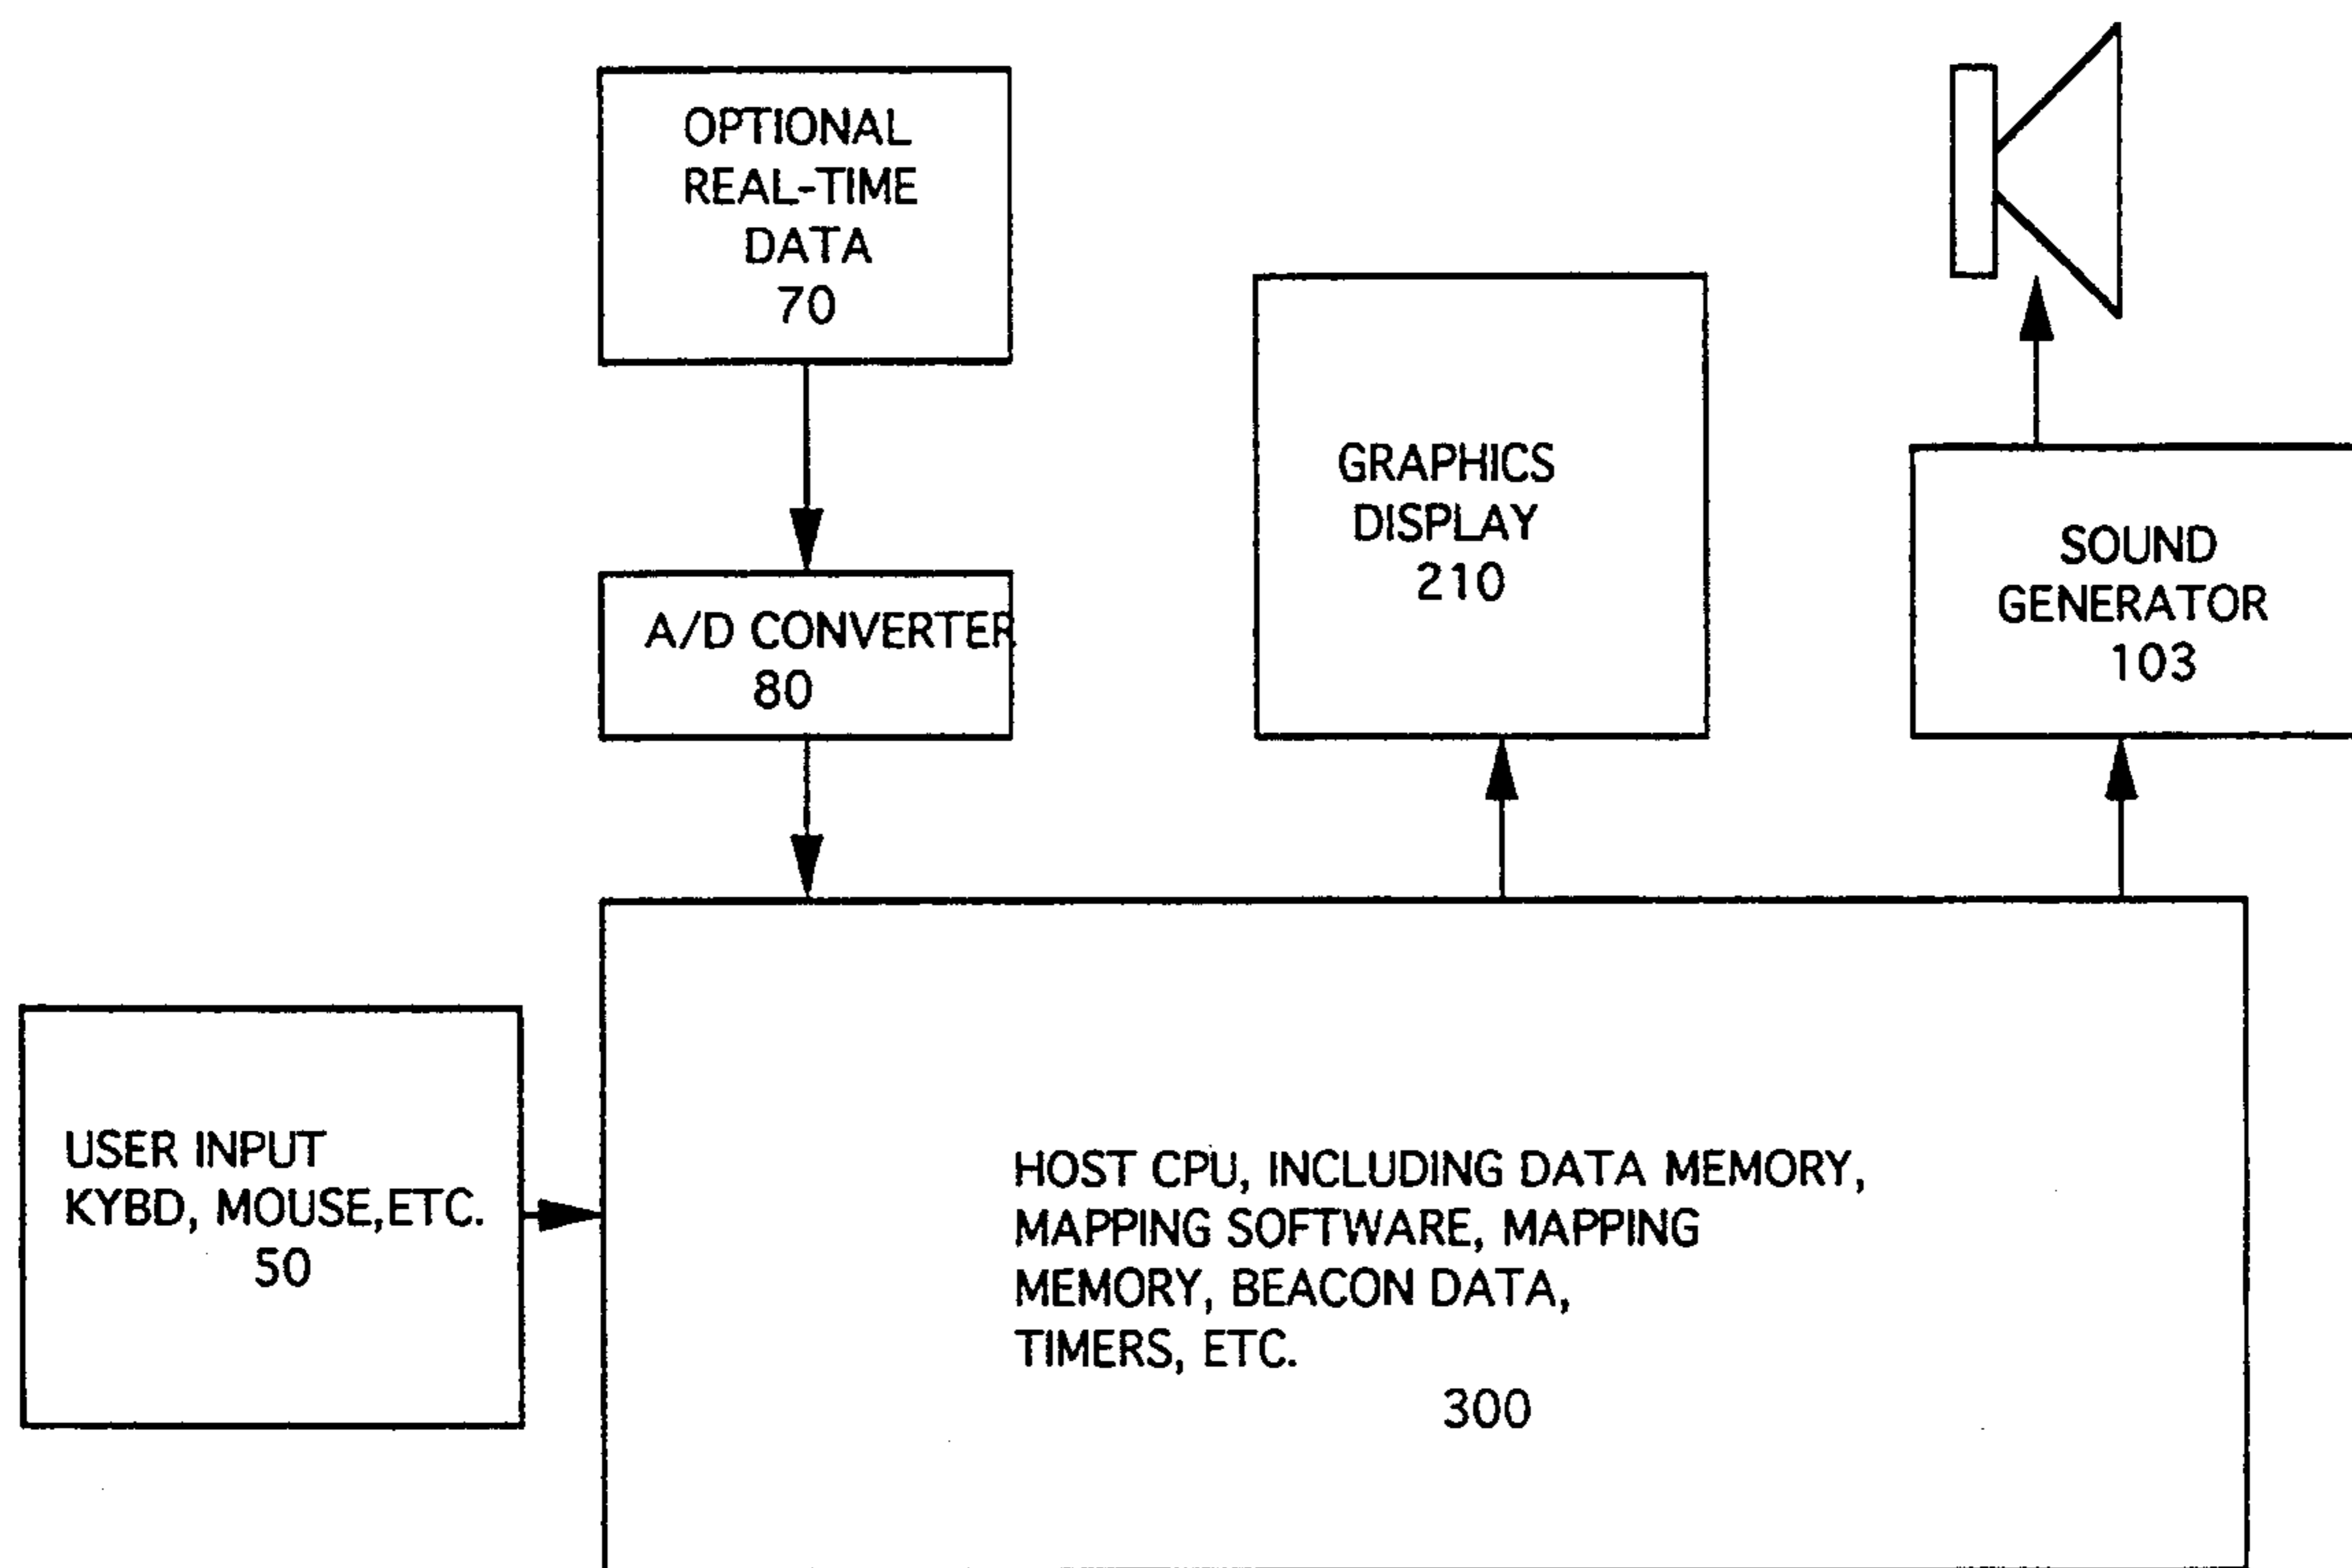 OPTIONAL
REAL-TIME
DATA
70
A/D CONVERTER
80
GRAPHICS
DISPLAY
210
SOUND
GENERATOR
103
USER INPUT
KYBD, MOUSE,ETC.
50
HOST CPU, INCLUDING DATA MEMORY,
MAPPING SOFTWARE, MAPPING
MEMORY, BEACON DATA,
TIMERS, ETC.
300